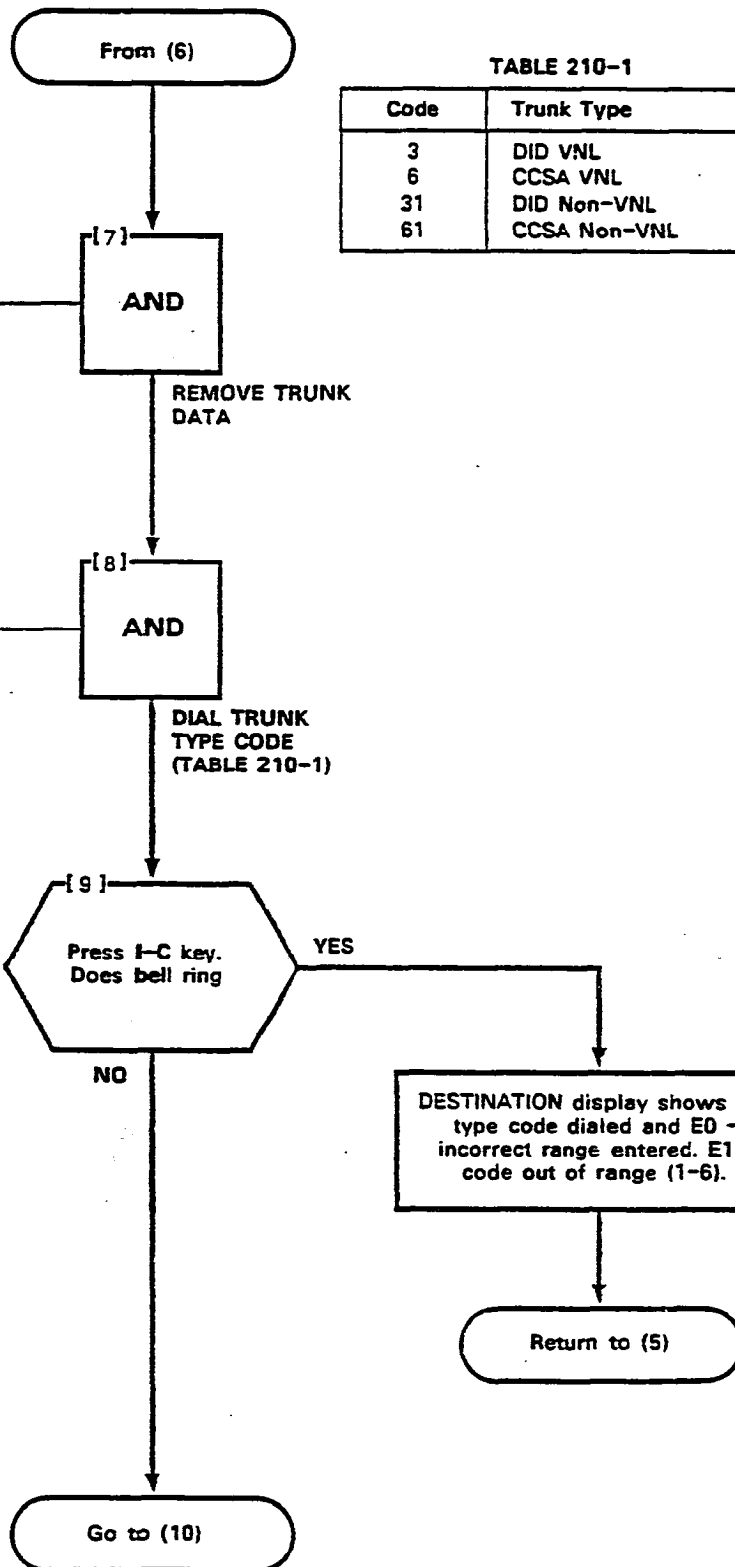 From (6)
TABLE 210-1
Code Trunk Type
3 DID VNL
6 CCSA VNL
31 DID Non-VNL
61 CCSA Non-VNL
[7]
AND
REMOVE TRUNK
DATA
[8]
AND
DIAL TRUNK
TYPE CODE
(TABLE 210-1)
[9]
Press I-C key.
Does bell ring
YES
NO
DESTINATION display shows
type code dialed and E0 -
incorrect range entered. E1
code out of range (1-6).
Return to (5)
Go to (10)